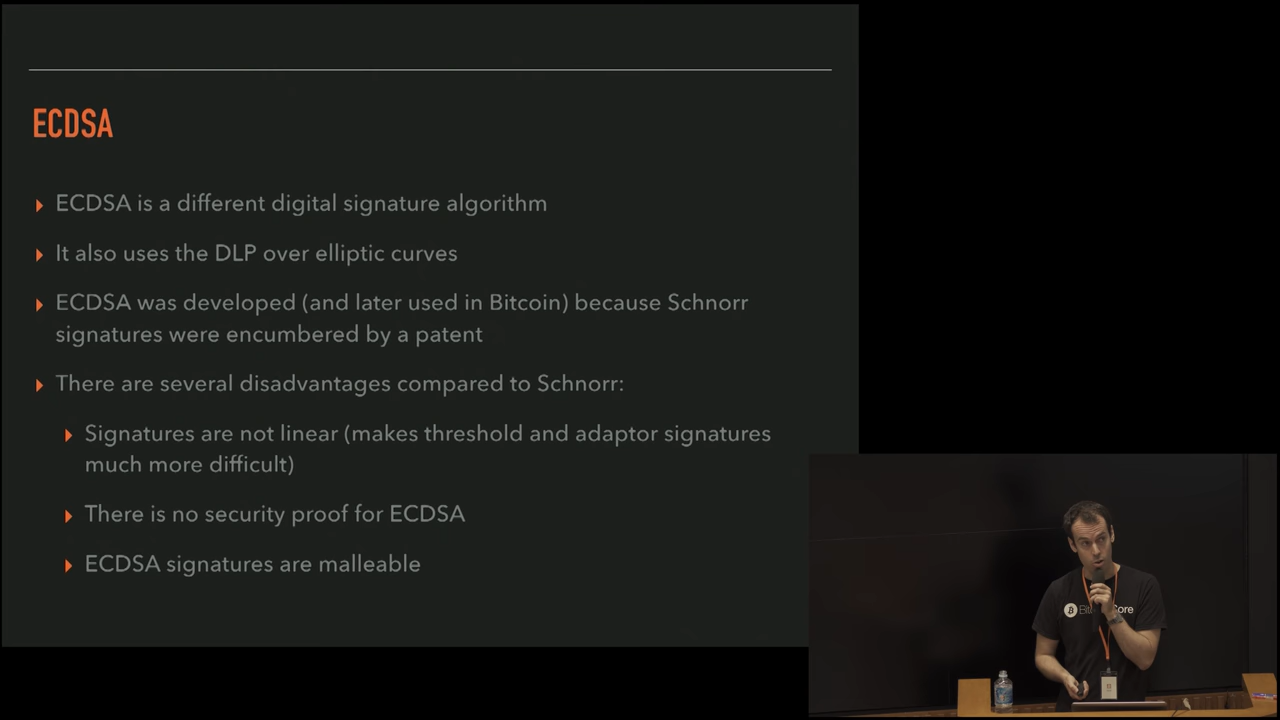 ECDSA
ECDSA is a different digital signature algorithm
It also uses the DLP over elliptic curves
ECDSA was developed (and later used in Bitcoin) because Schnorr
signatures were encumbered by a patent
There are several disadvantages compared to Schnorr:
Signatures are not linear (makes threshold and adaptor signatures
much more difficult)
There is no security proof for ECDSA
ECDSA signatures are malleable
Bit Core